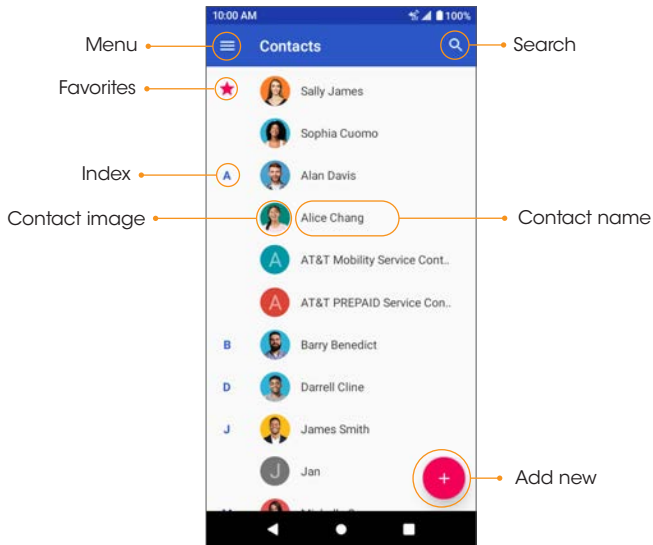 10:00 AM 100%
Menu Contacts Search
Favorites Sally James
Sophia Cuomo
Index A Alan Davis
Contact image Alice Chang Contact name
A AT&T Mobility Service Cont..
A AT&T PREPAID Service Con..
B Barry Benedict
D Darrell Cline
J James Smith
J Jan
Add new